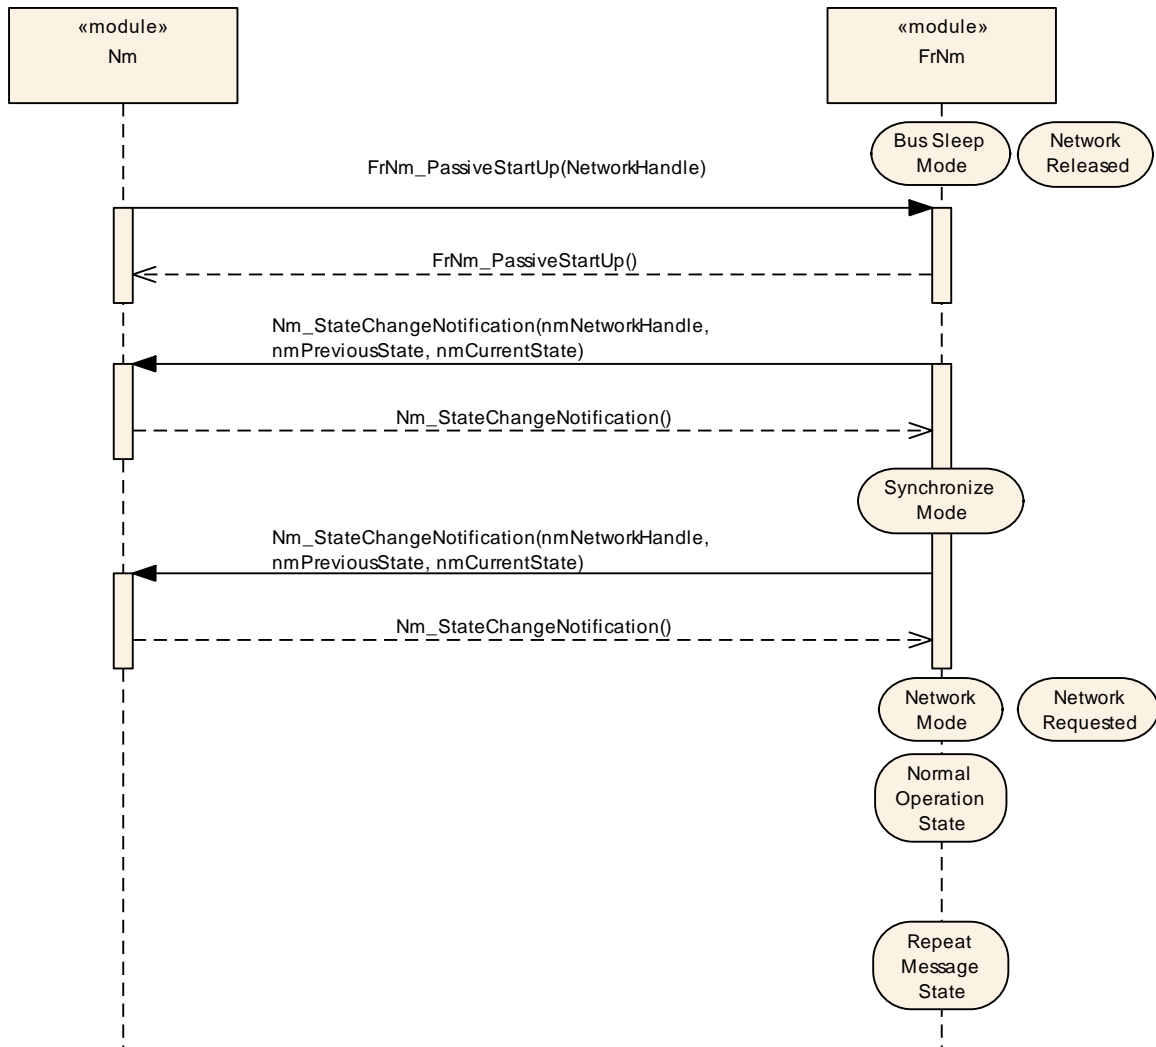 «module»
Nm
«module»
FrNm
Bus Sleep
Mode
Network
Released
FrNm_PassiveStartUp(NetworkHandle)
FrNm_PassiveStartUp()
Nm_StateChangeNotification(nmNetworkHandle,
nmPreviousState, nmCurrentState)
Nm_StateChangeNotification()
Synchronize
Mode
Nm_StateChangeNotification(nmNetworkHandle,
nmPreviousState, nmCurrentState)
Nm_StateChangeNotification()
Network
Mode
Network
Requested
Normal
Operation
State
Repeat
Message
State